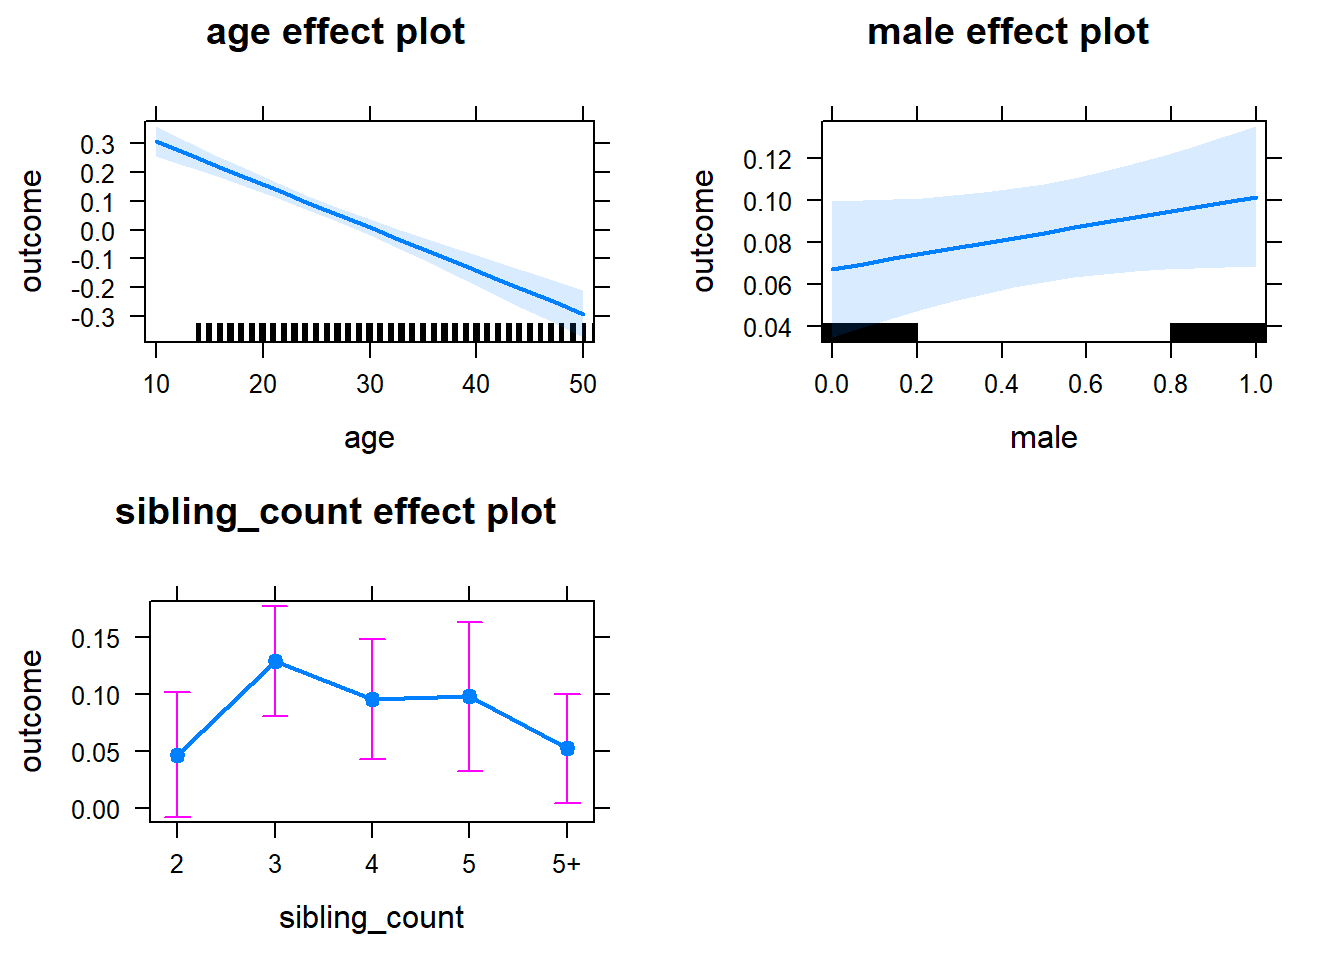 age effect plot
outcome
0.3
0.2
0.1
0.0
-0.1
-0.2
-0.3
10 20 30 40 50
age
male effect plot
outcome
0.12
0.10
0.08
0.06
0.04
0.0 0.2 0.4 0.6 0.8 1.0
male
sibling_count effect plot
outcome
0.15
0.10
0.05
0.00
2 3 4 5 5+
sibling_count